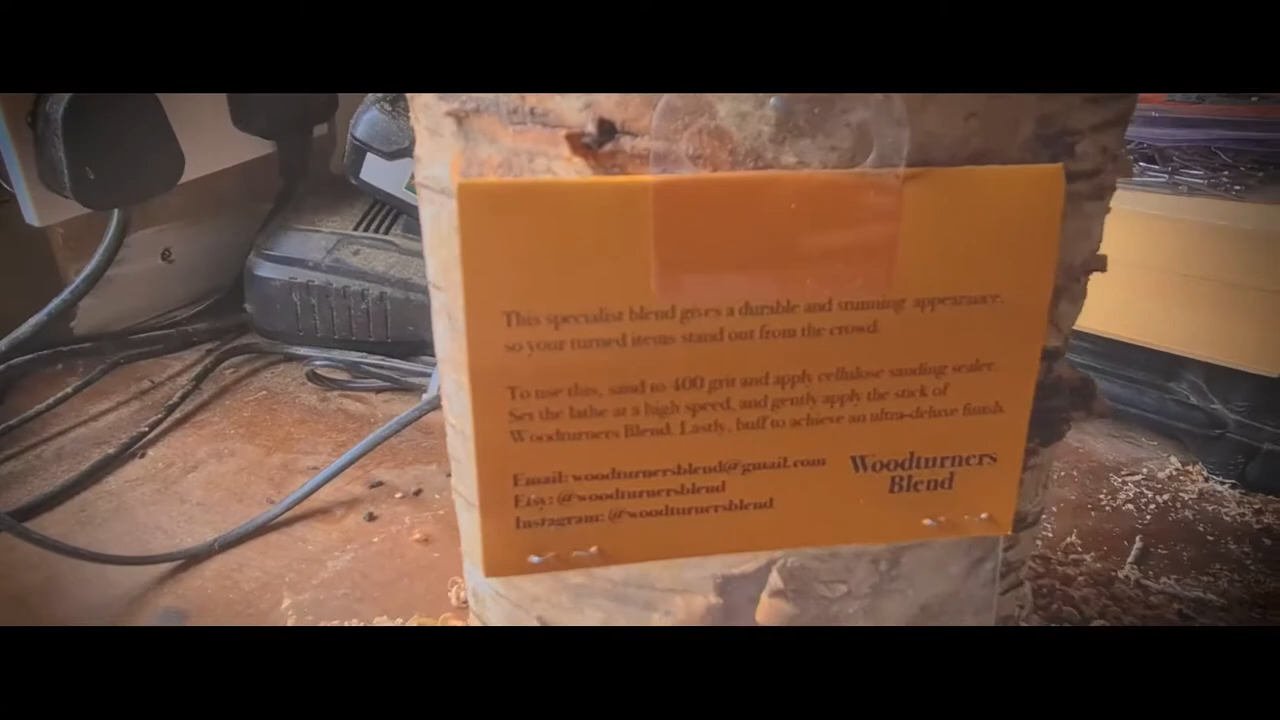 This specialist blend gives a durable and stunning appearance,
so your turned items stand out from the crowd.
To use this, sand to 400 grit and apply cellulose sanding sealer.
Set the lathe at a high speed, and gently apply the stick of
Woodturners Blend. Lastly, buff to achieve an ultra-deluxe finish.
Email: woodturnersblend@gmail.com
Etsy: @woodturnersblend
Instagram: @woodturnersblend
Woodturners
Blend